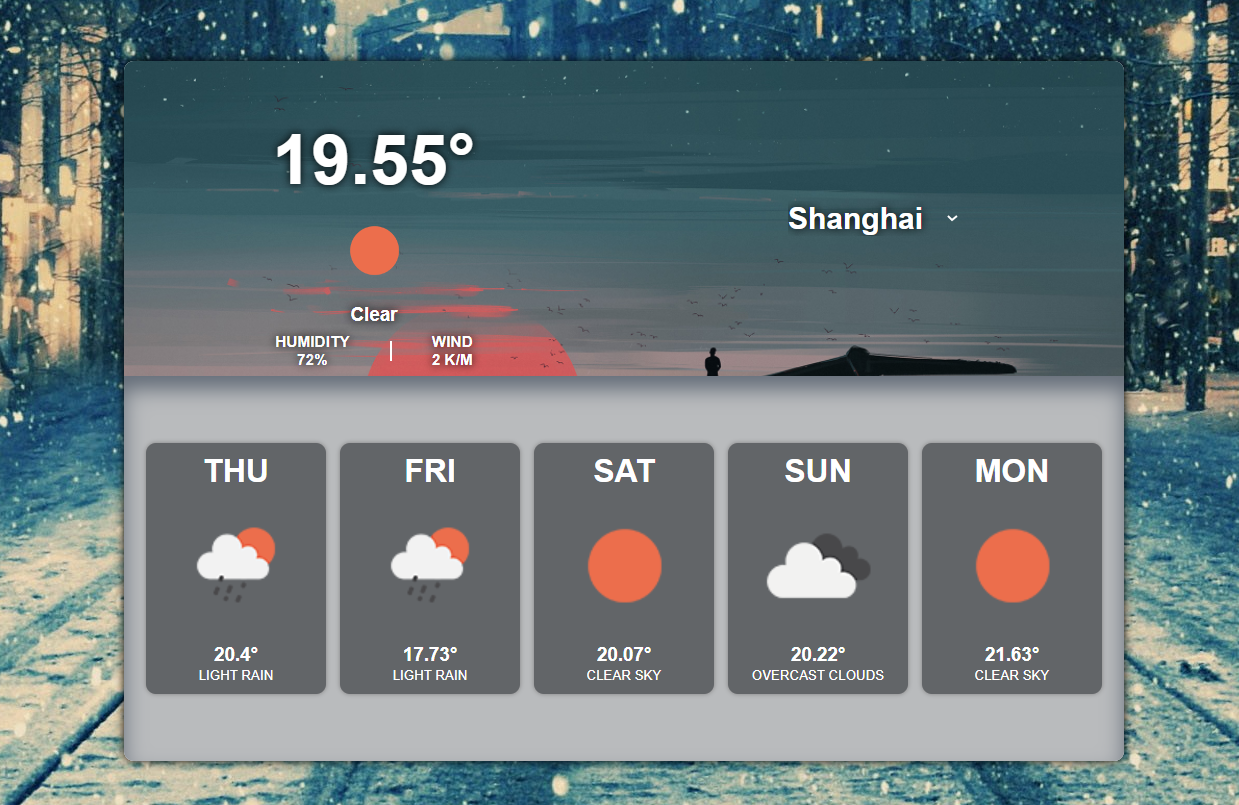 19.55°
Shanghai
Clear
HUMIDITY
72%
WIND
2 K/M
THU
20.4°
LIGHT RAIN
FRI
17.73°
LIGHT RAIN
SAT
20.07°
CLEAR SKY
SUN
20.22°
OVERCAST CLOUDS
MON
21.63°
CLEAR SKY